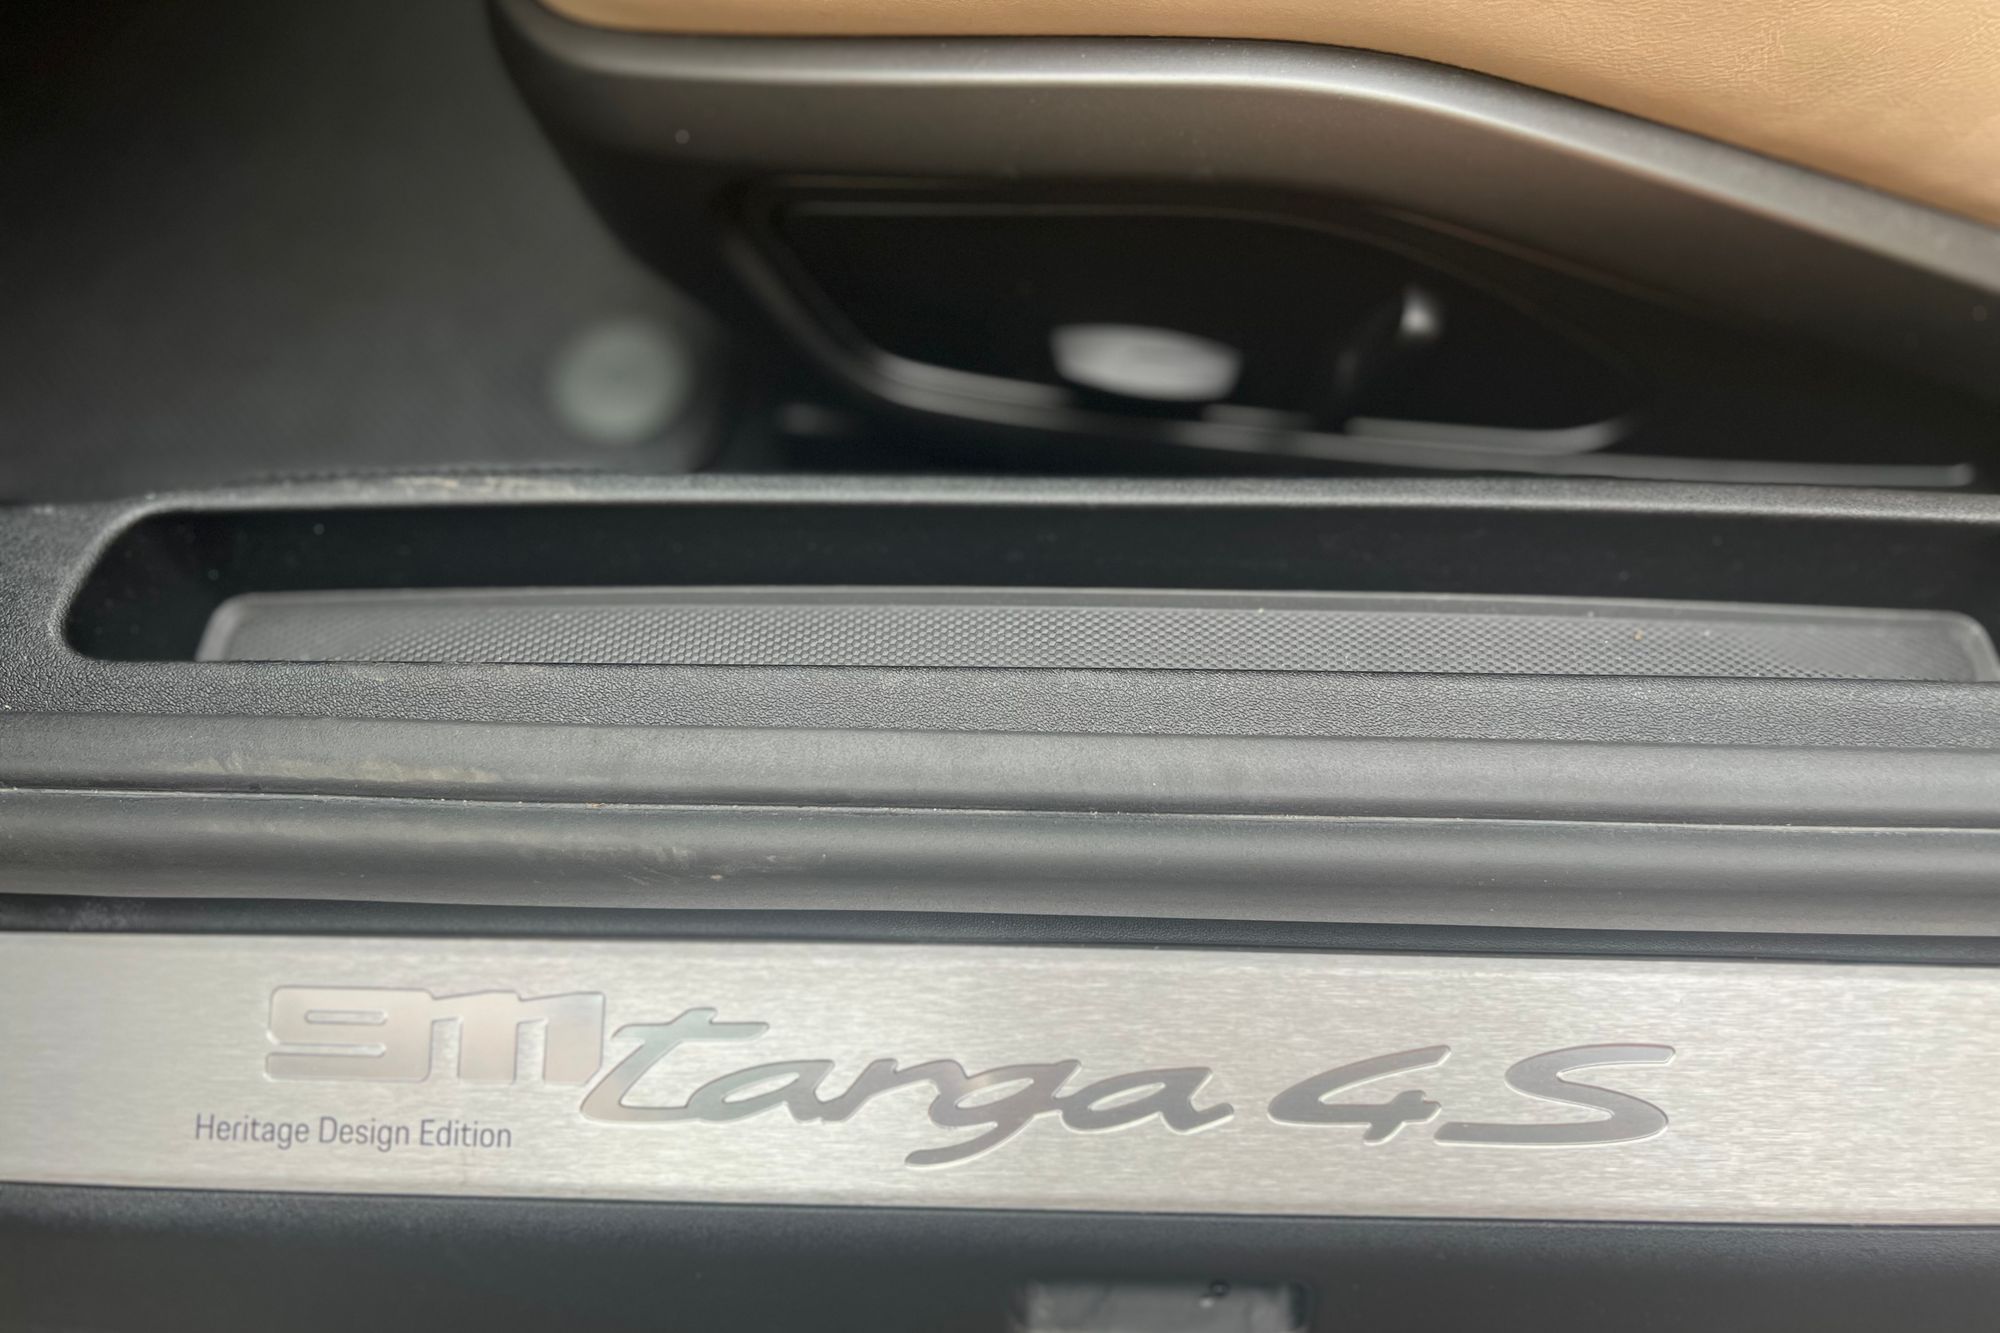 911 targa 4S
Heritage Design Edition